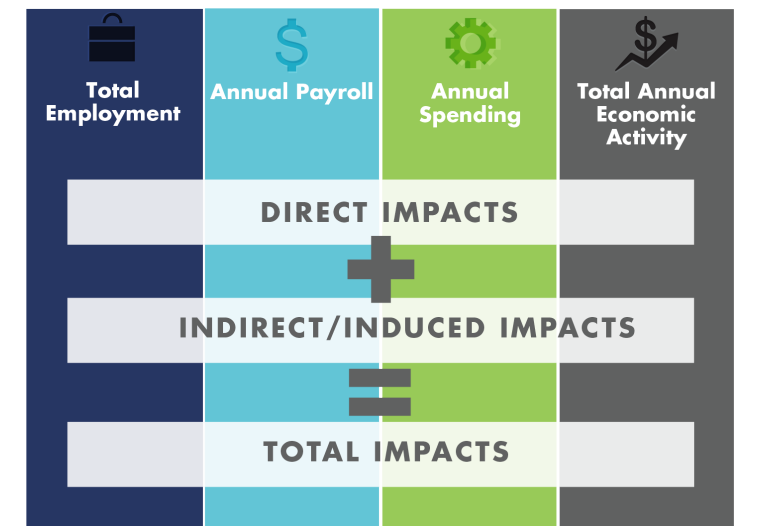 Total
Employment
Annual Payroll
Annual
Spending
Total Annual
Economic
Activity
DIRECT IMPACTS
+
INDIRECT/INDUCED IMPACTS
=
TOTAL IMPACTS